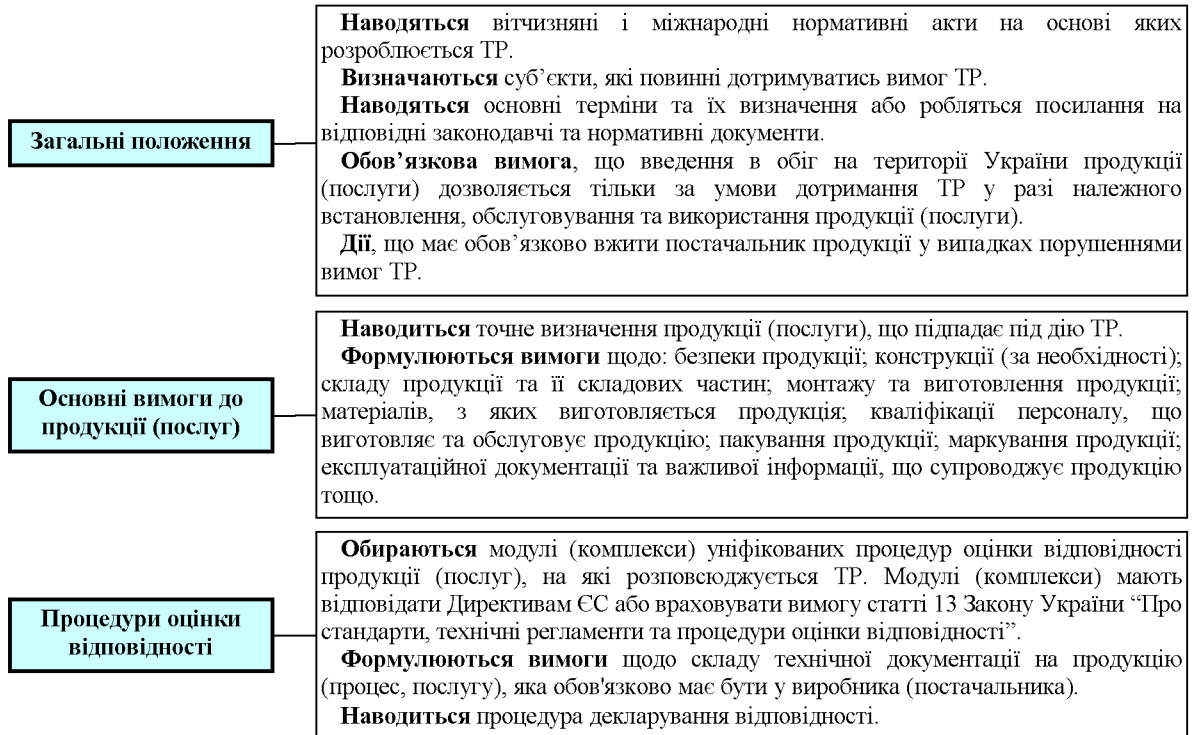 Загальні положення
Наводяться вітчизняні і міжнародні нормативні акти на основі яких
розроблюється ТР.
Визначаються суб’єкти, які повинні дотримуватись вимог ТР.
Наводяться основні терміни та їх визначення або робляться посилання на
відповідні законодавчі та нормативні документи.
Обов’язкова вимога, що введення в обіг на території України продукції
(послуги) дозволяється тільки за умови дотримання ТР у разі належного
встановлення, обслуговування та використання продукції (послуги).
Дії, що має обов’язково вжити постачальник продукції у випадках порушеннями
вимог ТР.
Основні вимоги до
продукції (послуг)
Наводиться точне визначення продукції (послуги), що підпадає під дію ТР.
Формулюються вимоги щодо: безпеки продукції; конструкції (за необхідності);
складу продукції та її складових частин; монтажу та виготовлення продукції;
матеріалів, з яких виготовляється продукція; кваліфікації персоналу, що
виготовляє та обслуговує продукцію; пакування продукції; маркування продукції;
експлуатаційної документації та важливої інформації, що супроводжує продукцію
тощо.
Процедури оцінки
відповідності
Обираються модулі (комплекси) уніфікованих процедур оцінки відповідності
продукції (послуг), на які розповсюджується ТР. Модулі (комплекси) мають
відповідати Директивам ЄС або враховувати вимогу статті 13 Закону України “Про
стандарти, технічні регламенти та процедури оцінки відповідності”.
Формулюються вимоги щодо складу технічної документації на продукцію
(процес, послугу), яка обов'язково має бути у виробника (постачальника).
Наводиться процедура декларування відповідності.